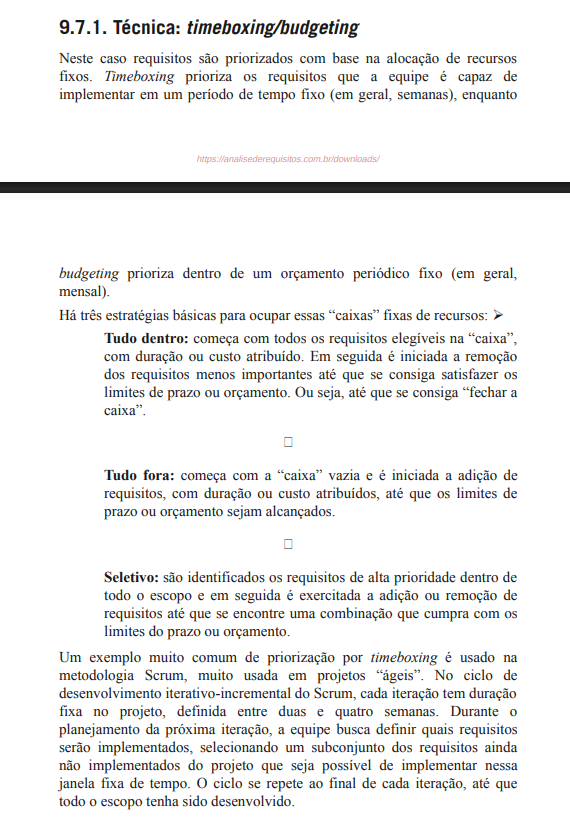 9.7.1. Técnica: timeboxing/budgeting
Neste caso requisitos são priorizados com base na alocação de recursos
fixos. Timeboxing prioriza os requisitos que a equipe é capaz de
implementar em um período de tempo fixo (em geral, semanas), enquanto
https://analisederequisitos.com.br/downloads/
budgeting prioriza dentro de um orçamento periódico fixo (em geral,
mensal).
Há três estratégias básicas para ocupar essas “caixas” fixas de recursos: ➢
Tudo dentro: começa com todos os requisitos elegíveis na “caixa”,
com duração ou custo atribuído. Em seguida é iniciada a remoção
dos requisitos menos importantes até que se consiga satisfazer os
limites de prazo ou orçamento. Ou seja, até que se consiga “fechar a
caixa”.
Tudo fora: começa com a “caixa” vazia e é iniciada a adição de
requisitos, com duração ou custo atribuídos, até que os limites de
prazo ou orçamento sejam alcançados.
Seletivo: são identificados os requisitos de alta prioridade dentro de
todo o escopo e em seguida é exercitada a adição ou remoção de
requisitos até que se encontre uma combinação que cumpra com os
limites do prazo ou orçamento.
Um exemplo muito comum de priorização por timeboxing é usado na
metodologia Scrum, muito usada em projetos “ágeis”. No ciclo de
desenvolvimento iterativo-incremental do Scrum, cada iteração tem duração
fixa no projeto, definida entre duas e quatro semanas. Durante o
planejamento da próxima iteração, a equipe busca definir quais requisitos
serão implementados, selecionando um subconjunto dos requisitos ainda
não implementados do projeto que seja possível de implementar nessa
janela fixa de tempo. O ciclo se repete ao final de cada iteração, até que
todo o escopo tenha sido desenvolvido.